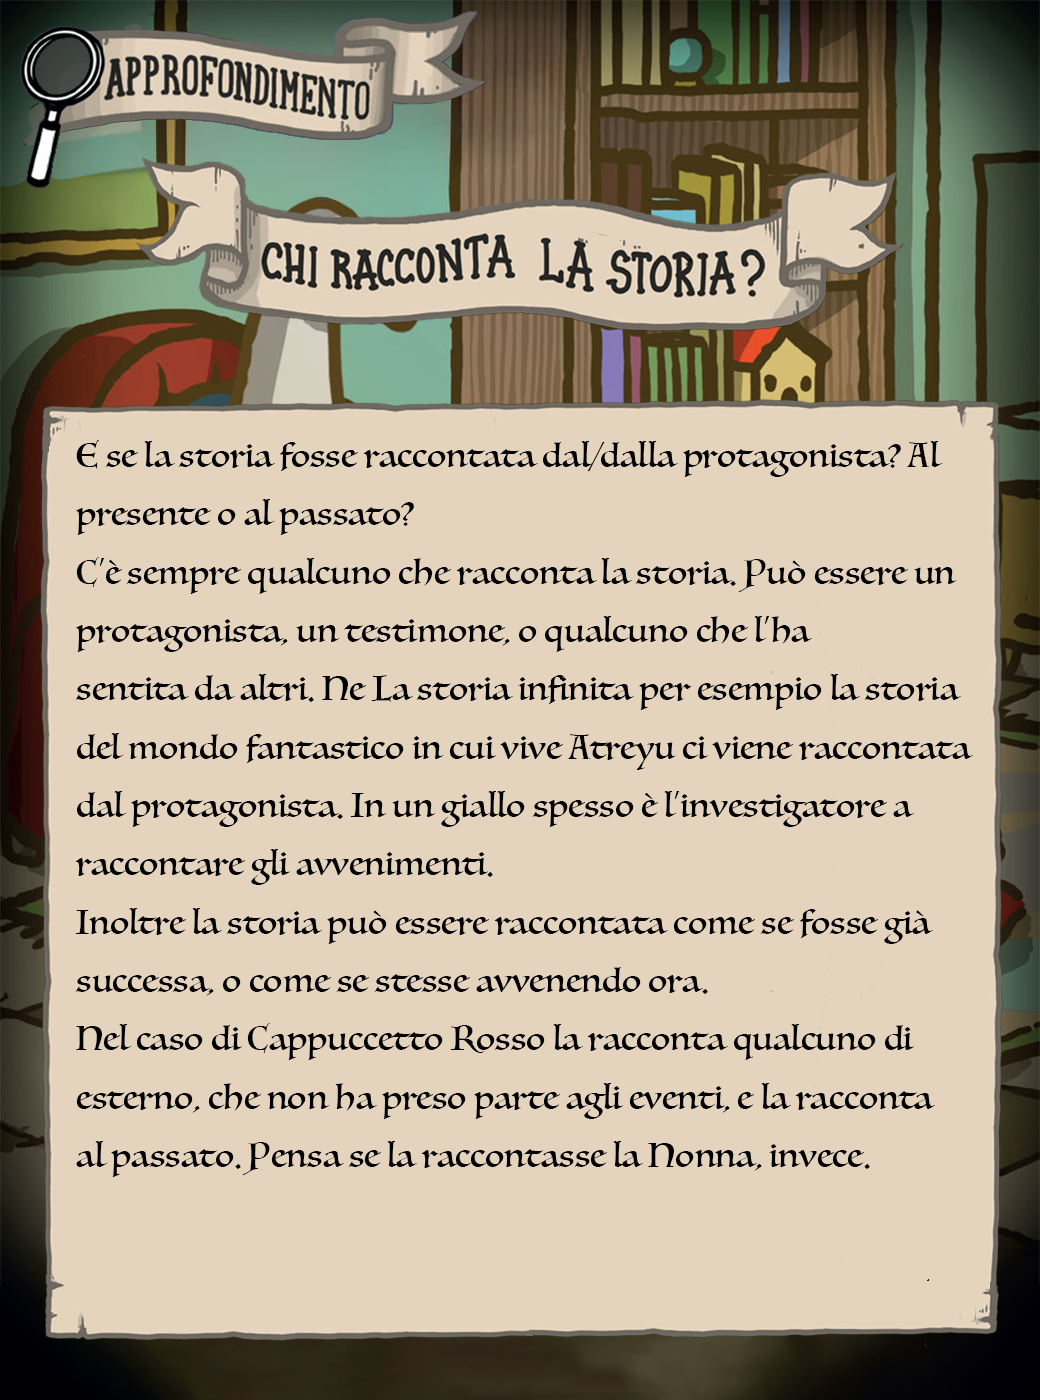 APPROFONDIMENTO
CHI RACCONTA LA STORIA?
E se la storia fosse raccontata dal/dalla protagonista? Al
presente o al passato?
C'è sempre qualcuno che racconta la storia. Può essere un
protagonista, un testimone, o qualcuno che l'ha
sentita da altri. Ne La storia infinita per esempio la storia
del mondo fantastico in cui vive Atreyu ci viene raccontata
dal protagonista. In un giallo spesso è l'investigatore a
raccontare gli avvenimenti.
Inoltre la storia può essere raccontata come se fosse già
successa, o come se stesse avvenendo ora.
Nel caso di Cappuccetto Rosso la racconta qualcuno di
esterno, che non ha preso parte agli eventi, e la racconta
al passato. Pensa se la raccontasse la Nonna, invece.